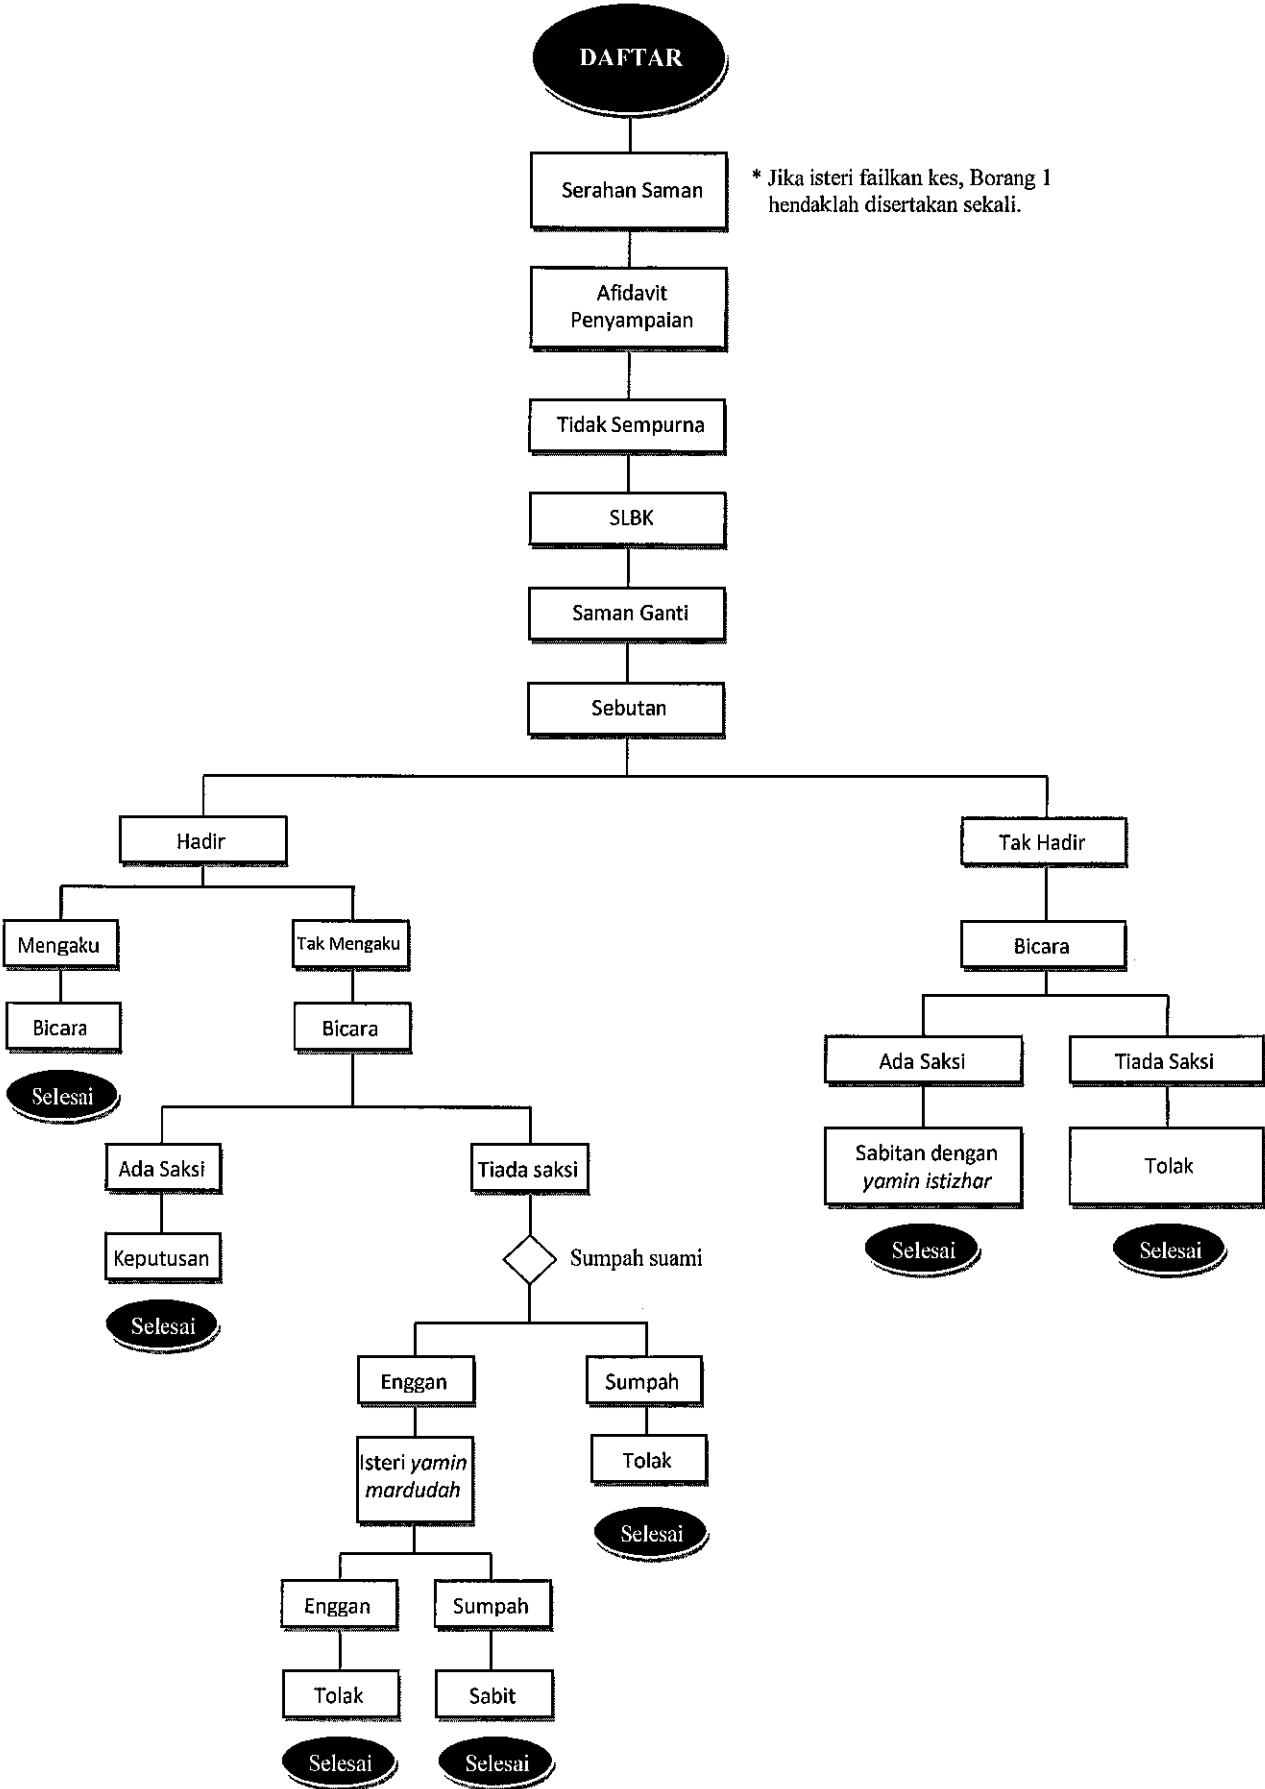 DAFTAR
Serahan Saman
* Jika isteri failkan kes, Borang 1
hendaklah disertakan sekali.
Afidavit
Penyampaian
Tidak Sempurna
SLBK
Saman Ganti
Sebutan
Hadir
Tak Hadir
Mengaku
Tak Mengaku
Bicara
Bicara
Bicara
Selesai
Ada Saksi
Tiada Saksi
Sabitan dengan
yamin istizhar
Tolak
Selesai
Selesai
Ada Saksi
Tiada saksi
Keputusan
Sumpah suami
Selesai
Enggan
Sumpah
Isteri yamin
mardudah
Tolak
Selesai
Enggan
Sumpah
Tolak
Sabit
Selesai
Selesai